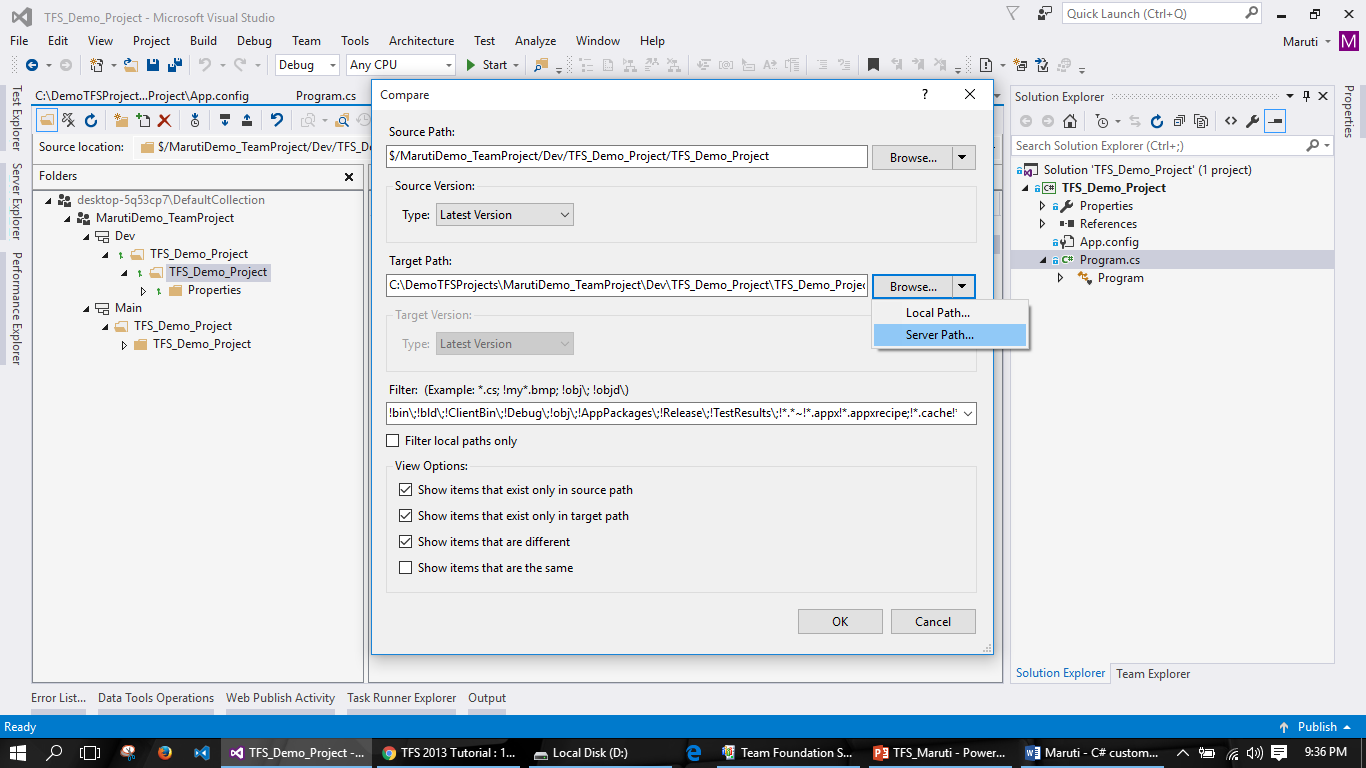 TFS_Demo_Project - Microsoft Visual Studio
Quick Launch (Ctrl+Q)
File Edit View Project Build Debug Team Tools Architecture Test Analyze Window Help
Maruti M
Debug Any CPU Start
Test Explorer
Server Explorer
Performance Explorer
C:\DemoTFSProject...Project\App.config Program.cs
Source location: $/MarutiDemo_TeamProject/Dev/TFS_D
Folders
desktop-5q53cp7\DefaultCollection
MarutiDemo_TeamProject
Dev
TFS_Demo_Project
TFS_Demo_Project
Properties
Main
TFS_Demo_Project
TFS_Demo_Project
Compare
Source Path:
$/MarutiDemo_TeamProject/Dev/TFS_Demo_Project/TFS_Demo_Project
Browse...
Source Version:
Type: Latest Version
Target Path:
C:\DemoTFSProjects\MarutiDemo_TeamProject\Dev\TFS_Demo_Project\TFS_Demo_Projec
Browse...
Local Path...
Server Path...
Target Version:
Type: Latest Version
Filter: (Example: *.cs; !my*.bmp; !obj\; !objd\)
!bin\;!bld\;!ClientBin\;!Debug\;!obj\;!AppPackages\;!Release\;!TestResults\;!*.*~!*.appx!*.appxrecipe;!*.cache!*
Filter local paths only
View Options:
Show items that exist only in source path
Show items that exist only in target path
Show items that are different
Show items that are the same
OK Cancel
Solution Explorer
Search Solution Explorer (Ctrl+;)
Solution 'TFS_Demo_Project' (1 project)
TFS_Demo_Project
Properties
References
App.config
Program.cs
Program
Properties
Solution Explorer Team Explorer
Error List... Data Tools Operations Web Publish Activity Task Runner Explorer Output
Ready
Publish
TFS_Demo_Project -... TFS 2013 Tutorial : 1... Local Disk (D:) Team Foundation S... TFS_Maruti - Power... Maruti - C# custom... 9:36 PM